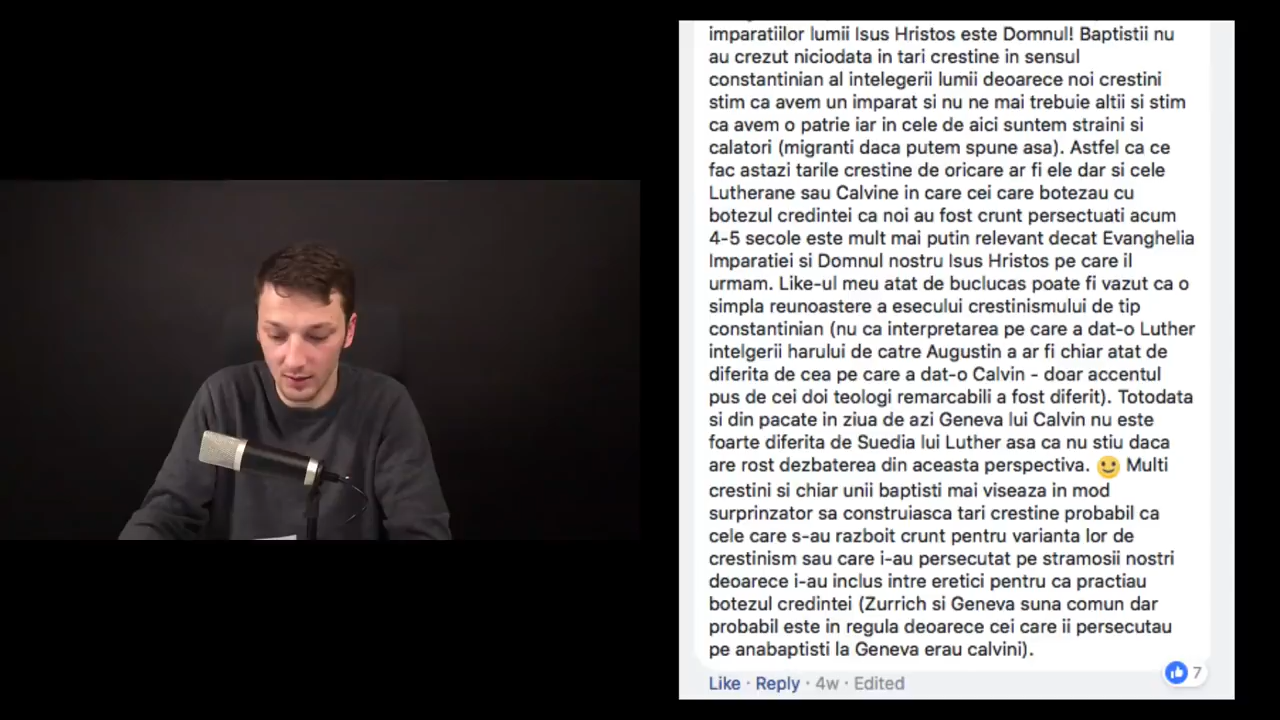 imparatiilor lumii Isus Hristos este Domnul! Baptistii nu
au crezut niciodata in tari crestine in sensul
constantinian al intelegerii lumii deoarece noi crestini
stim ca avem un imparat si nu ne mai trebuie altii si stim
ca avem o patrie iar in cele de aici suntem straini si
calatori (migranti daca putem spune asa). Astfel ca ce
fac astazi tarile crestine de oricare ar fi ele dar si cele
Lutherane sau Calvine in care cei care botezau cu
botezul credintei ca noi au fost crunt persectuati acum
4-5 secole este mult mai putin relevant decat Evanghelia
Imparatiei si Domnul nostru Isus Hristos pe care il
urmam. Like-ul meu atat de buclucas poate fi vazut ca o
simpla reunoastere a esecului crestinismului de tip
constantinian (nu ca interpretarea pe care a dat-o Luther
intelgerii harului de catre Augustin a ar fi chiar atat de
diferita de cea pe care a dat-o Calvin - doar accentul
pus de cei doi teologi remarcabili a fost diferit). Totodata
si din pacate in ziua de azi Geneva lui Calvin nu este
foarte diferita de Suedia lui Luther asa ca nu stiu daca
are rost dezbaterea din aceasta perspectiva. 🙂 Multi
crestini si chiar unii baptisti mai viseaza in mod
surprinzator sa construiasca tari crestine probabil ca
cele care s-au razboit crunt pentru varianta lor de
crestinism sau care i-au persecutat pe stramosii nostri
deoarece i-au inclus intre eretici pentru ca practiau
botezul credintei (Zurrich si Geneva suna comun dar
probabil este in regula deoarece cei care ii persecutau
pe anabaptisti la Geneva erau calvini).
Like · Reply · 4w · Edited
7